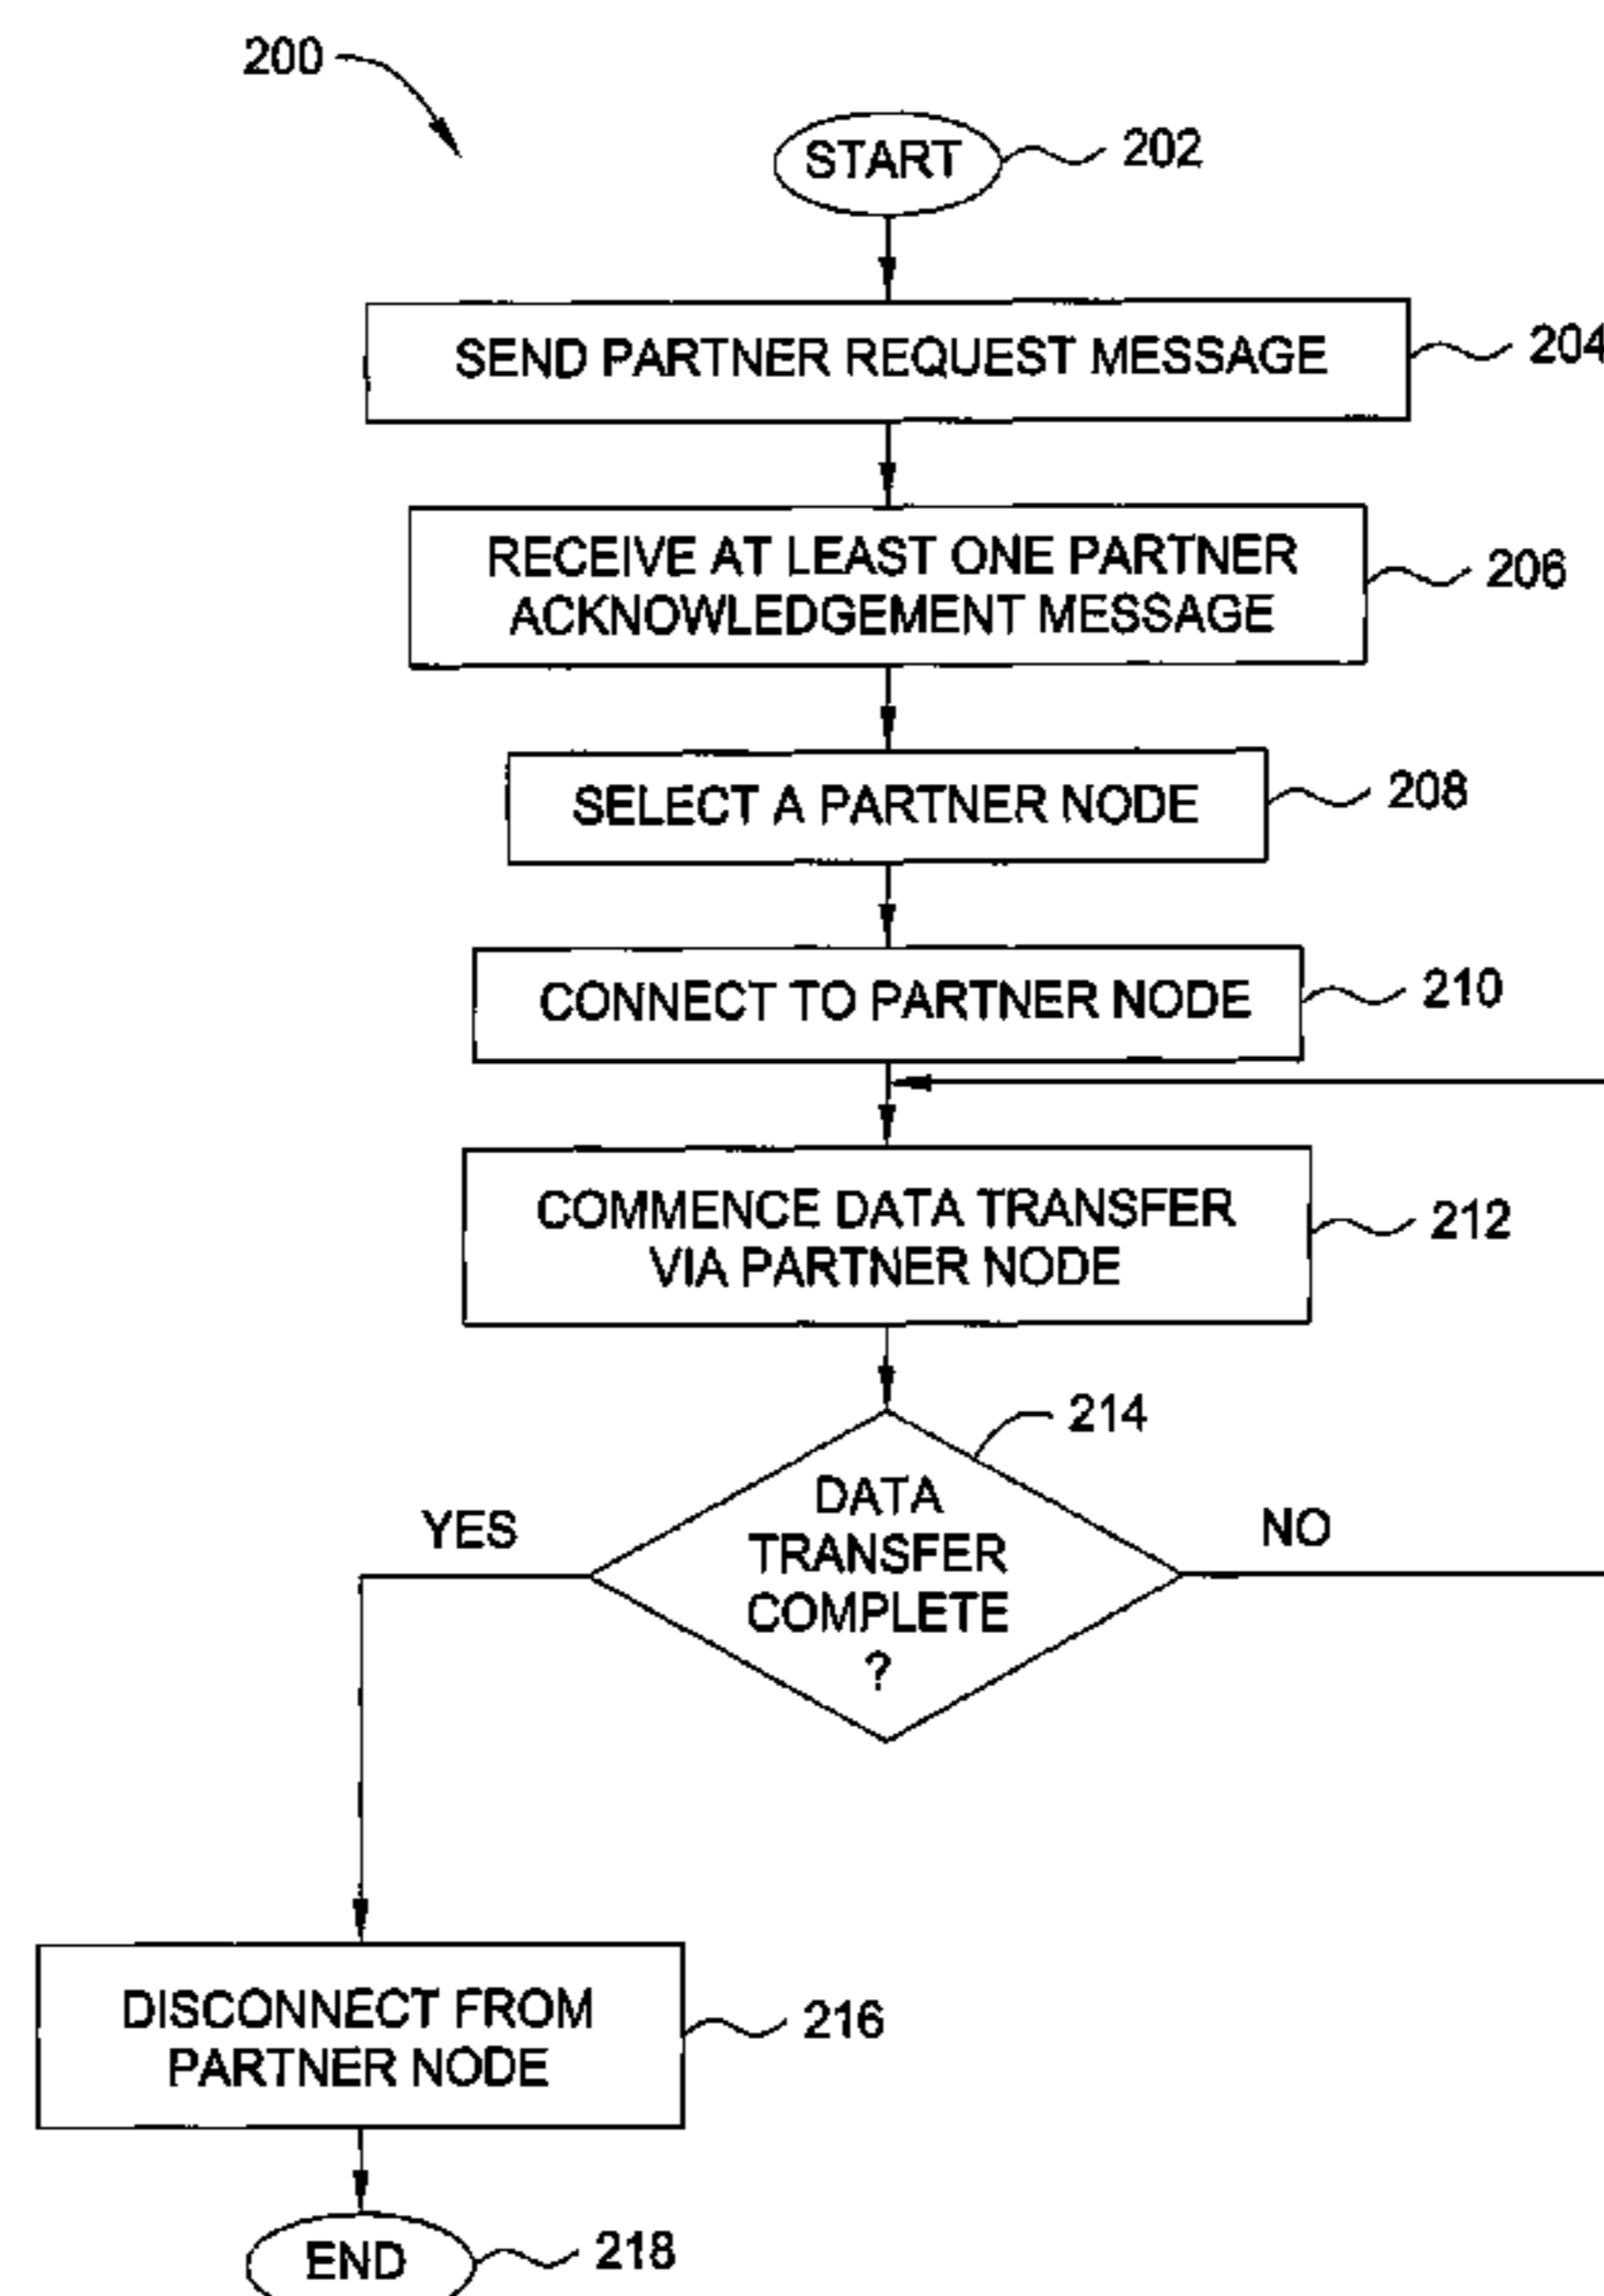 200
START
202
SEND PARTNER REQUEST MESSAGE
204
RECEIVE AT LEAST ONE PARTNER
ACKNOWLEDGEMENT MESSAGE
206
SELECT A PARTNER NODE
208
CONNECT TO PARTNER NODE
210
COMMENCE DATA TRANSFER
VIA PARTNER NODE
212
214
DATA
TRANSFER
COMPLETE
?
YES
NO
DISCONNECT FROM
PARTNER NODE
216
END
218